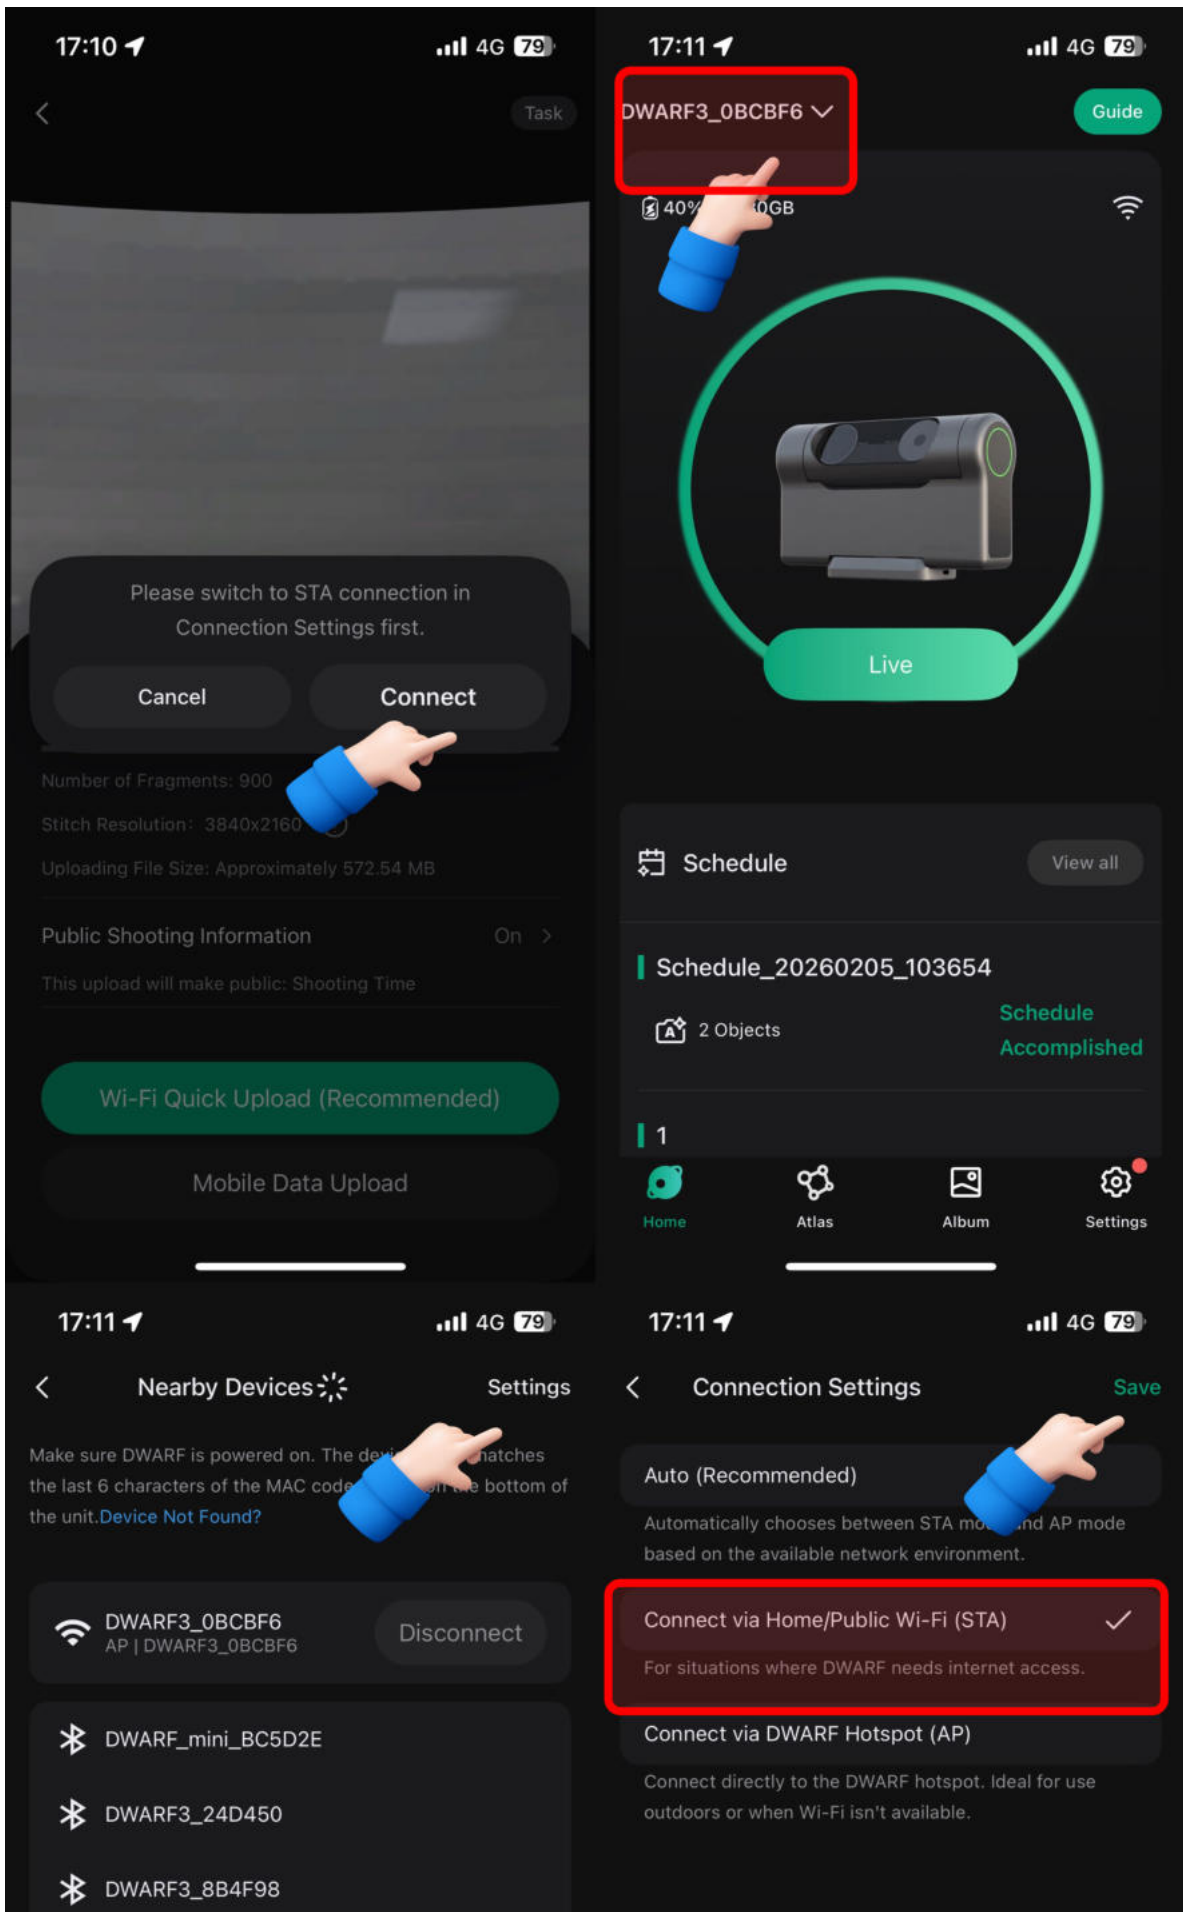 17:10
4G 79
Task
Please switch to STA connection in
Connection Settings first.
Cancel
Connect
Number of Fragments: 900
Stitch Resolution: 3840x2160
Uploading File Size: Approximately 572.54 MB
Public Shooting Information
On
This upload will make public: Shooting Time
Wi-Fi Quick Upload (Recommended)
Mobile Data Upload
17:11
4G 79
DWARF3_0BCBF6
Guide
40%
0GB
Live
Schedule
View all
Schedule_20260205_103654
2 Objects
Schedule
Accomplished
1
Home
Atlas
Album
Settings
17:11
4G 79
Nearby Devices
Settings
Make sure DWARF is powered on. The
the last 6 characters of the MAC code bottom of
the unit.Device Not Found?
DWARF3_0BCBF6
AP | DWARF3_0BCBF6
Disconnect
DWARF_mini_BC5D2E
DWARF3_24D450
DWARF3_8B4F98
17:11
4G 79
Connection Settings
Save
Auto (Recommended)
Automatically chooses between STA and AP mode
based on the available network environment.
Connect via Home/Public Wi-Fi (STA)
For situations where DWARF needs internet access.
Connect via DWARF Hotspot (AP)
Connect directly to the DWARF hotspot. Ideal for use
outdoors or when Wi-Fi isn't available.